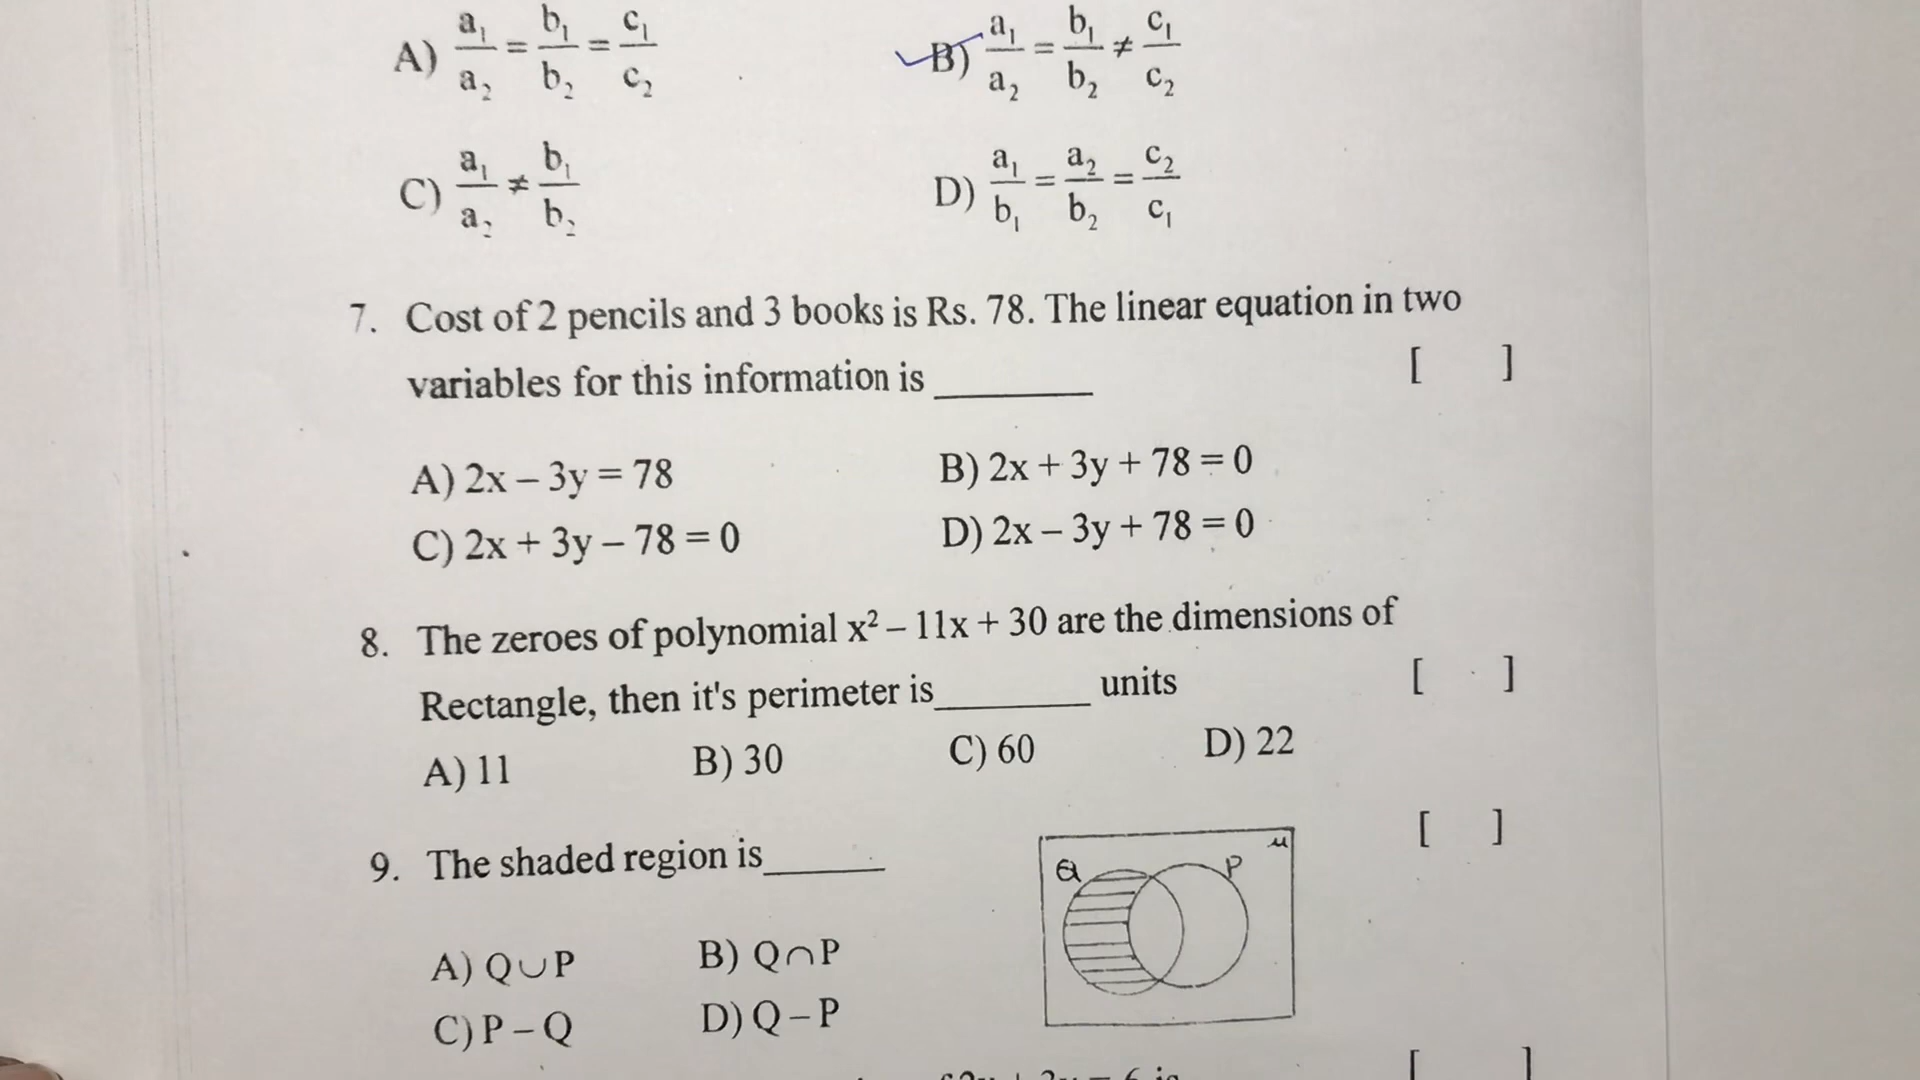 A) a₁/a₂ = b₁/b₂ = c₁/c₂
B) a₁/a₂ = b₁/b₂ ≠ c₁/c₂
C) a₁/a₂ ≠ b₁/b₂
D) a₁/b₁ = a₂/b₂ = c₂/c₁
7. Cost of 2 pencils and 3 books is Rs. 78. The linear equation in two
variables for this information is ________ [ ]
A) 2x – 3y = 78
B) 2x + 3y + 78 = 0
C) 2x + 3y – 78 = 0
D) 2x – 3y + 78 = 0
8. The zeroes of polynomial x² – 11x + 30 are the dimensions of
Rectangle, then it's perimeter is ________ units [ ]
A) 11 B) 30 C) 60 D) 22
9. The shaded region is ______ [ ]
Q P μ
A) Q∪P B) Q∩P
C) P – Q D) Q – P
[ ]